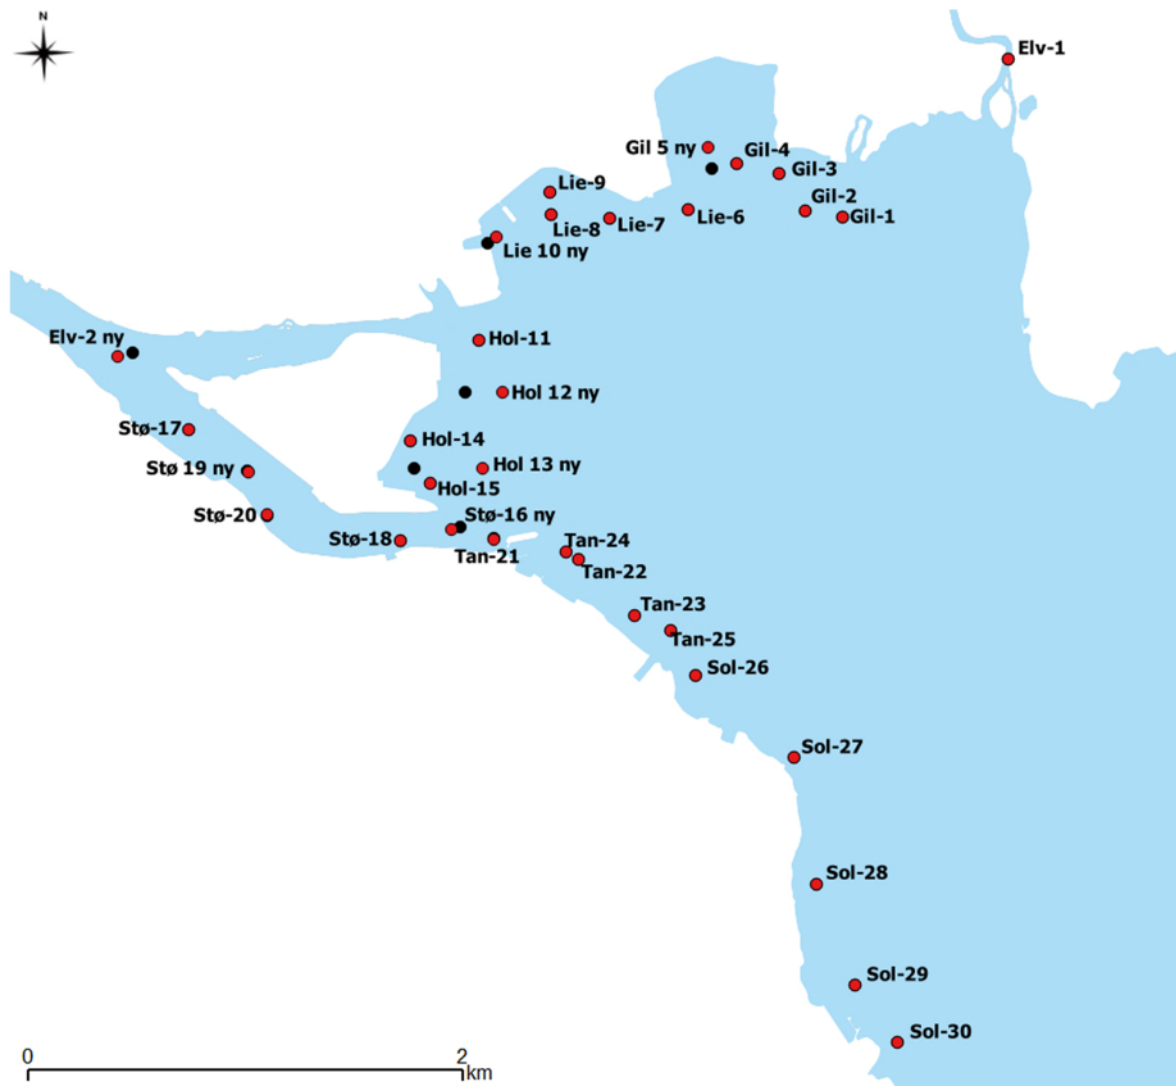 N
Elv-1
Gil 5 ny
Gil-4
Gil-3
Gil-2
Gil-1
Lie-9
Lie-8
Lie-7
Lie-6
Lie 10 ny
Elv-2 ny
Hol-11
Hol 12 ny
Stø-17
Hol-14
Stø 19 ny
Hol 13 ny
Hol-15
Stø-20
Stø-16 ny
Stø-18
Tan-21
Tan-24
Tan-22
Tan-23
Tan-25
Sol-26
Sol-27
Sol-28
Sol-29
Sol-30
0
2
km